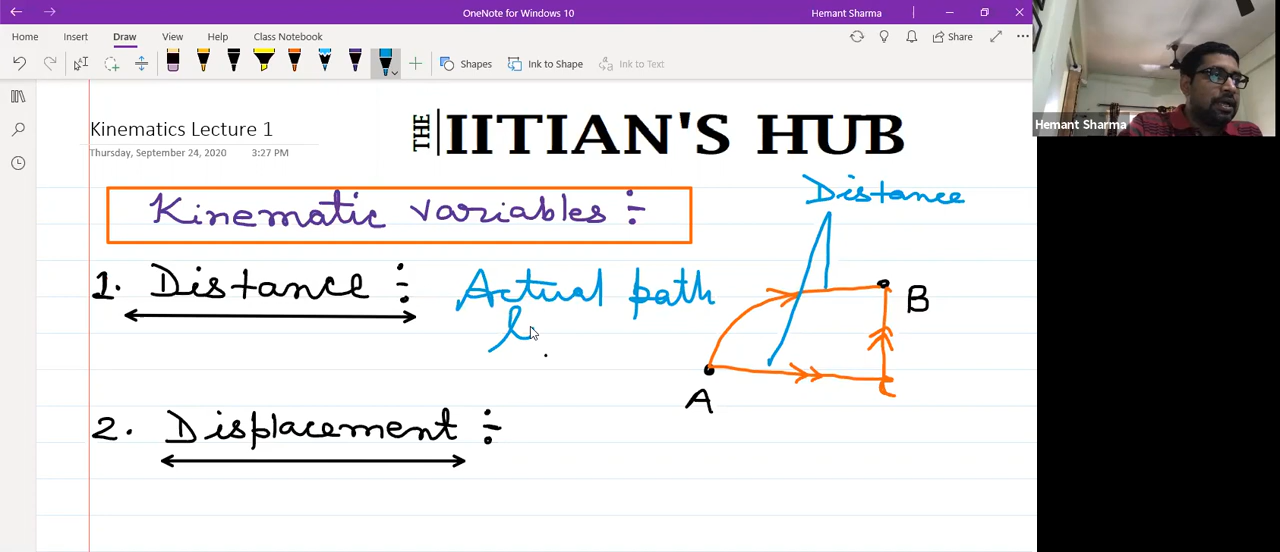 OneNote for Windows 10
Hemant Sharma
Home Insert Draw View Help Class Notebook
Share
Shapes Ink to Shape Ink to Text
Hemant Sharma
Kinematics Lecture 1
Thursday, September 24, 2020 3:27 PM
THE IITIAN'S HUB
Kinematic variables ÷
Distance
1. Distance ÷ Actual path
l
A
B
2. Displacement ÷